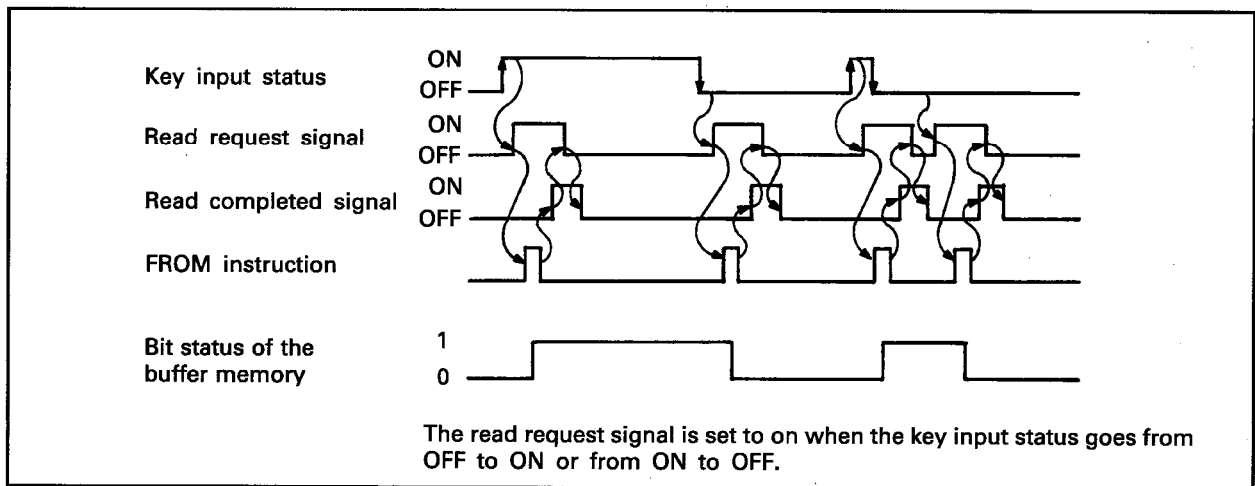 Key input status
ON
OFF
Read request signal
ON
OFF
Read completed signal
ON
OFF
FROM instruction
Bit status of the
buffer memory
1
0
The read request signal is set to on when the key input status goes from
OFF to ON or from ON to OFF.